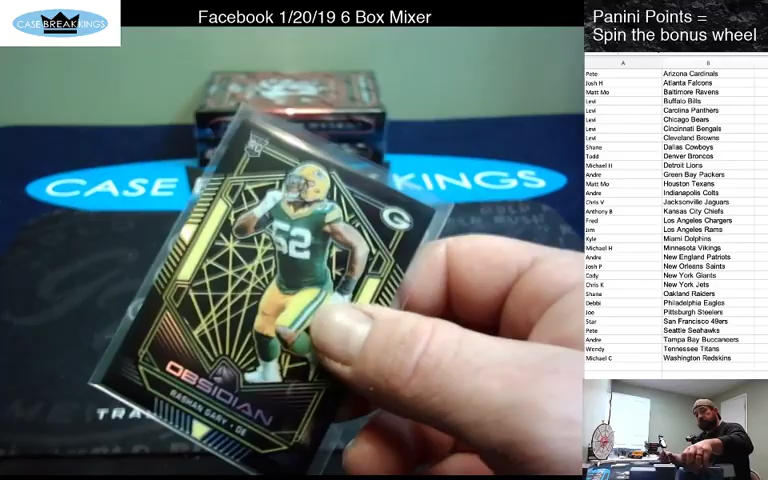 CASE BREAK KINGS
Facebook 1/20/19 6 Box Mixer
Panini Points =
Spin the bonus wheel
A B
Pete Arizona Cardinals
Josh H Atlanta Falcons
Matt Mo Baltimore Ravens
Levi Buffalo Bills
Levi Carolina Panthers
Levi Chicago Bears
Levi Cincinnati Bengals
Levi Cleveland Browns
Shane Dallas Cowboys
Todd Denver Broncos
Michael H Detroit Lions
Andre Green Bay Packers
Matt Mo Houston Texans
Andre Indianapolis Colts
Chris V Jacksonville Jaguars
Anthony B Kansas City Chiefs
Fred Los Angeles Chargers
Jim Los Angeles Rams
Kyle Miami Dolphins
Michael H Minnesota Vikings
Andre New England Patriots
Josh P New Orleans Saints
Cody New York Giants
Chris K New York Jets
Shane Oakland Raiders
Debbi Philadelphia Eagles
Joe Pittsburgh Steelers
Star San Francisco 49ers
Pete Seattle Seahawks
Andre Tampa Bay Buccaneers
Wendy Tennessee Titans
Michael C Washington Redskins
CASE KINGS
G
52
OBSIDIAN
RASHAN GARY • DE
TRA